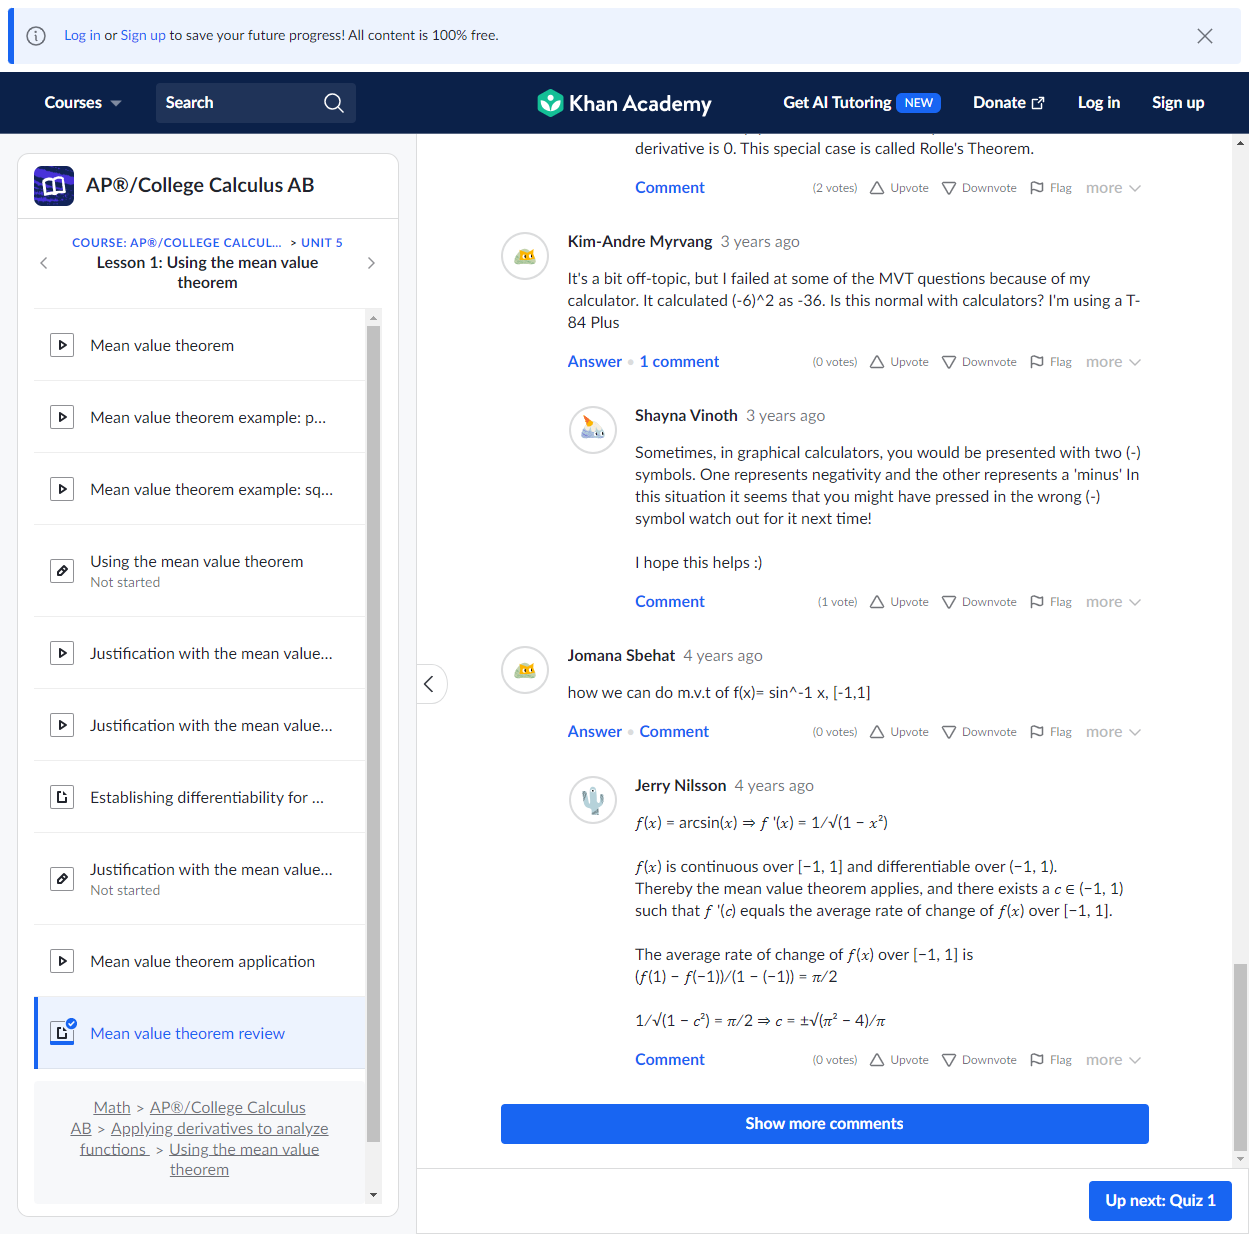 Log in or Sign up to save your future progress! All content is 100% free.
Courses
Search
Khan Academy
Get AI Tutoring NEW
Donate
Log in
Sign up
AP®/College Calculus AB
COURSE: AP®/COLLEGE CALCUL... > UNIT 5
Lesson 1: Using the mean value
theorem
Mean value theorem
Mean value theorem example: p...
Mean value theorem example: sq...
Using the mean value theorem
Not started
Justification with the mean value...
Justification with the mean value...
Establishing differentiability for ...
Justification with the mean value...
Not started
Mean value theorem application
Mean value theorem review
Math > AP®/College Calculus
AB > Applying derivatives to analyze
functions > Using the mean value
theorem
derivative is 0. This special case is called Rolle's Theorem.
Comment (2 votes) Upvote Downvote Flag more
Kim-Andre Myrvang 3 years ago
It's a bit off-topic, but I failed at some of the MVT questions because of my
calculator. It calculated (-6)^2 as -36. Is this normal with calculators? I'm using a T-
84 Plus
Answer • 1 comment (0 votes) Upvote Downvote Flag more
Shayna Vinoth 3 years ago
Sometimes, in graphical calculators, you would be presented with two (-)
symbols. One represents negativity and the other represents a 'minus' In
this situation it seems that you might have pressed in the wrong (-)
symbol watch out for it next time!
I hope this helps :)
Comment (1 vote) Upvote Downvote Flag more
Jomana Sbehat 4 years ago
how we can do m.v.t of f(x)= sin^-1 x, [-1,1]
Answer • Comment (0 votes) Upvote Downvote Flag more
Jerry Nilsson 4 years ago
𝑓(𝑥) = arcsin(𝑥) ⇒ 𝑓 '(𝑥) = 1/√(1 − 𝑥²)
𝑓(𝑥) is continuous over [−1, 1] and differentiable over (−1, 1).
Thereby the mean value theorem applies, and there exists a 𝑐 ∈ (−1, 1)
such that 𝑓 '(𝑐) equals the average rate of change of 𝑓(𝑥) over [−1, 1].
The average rate of change of 𝑓(𝑥) over [−1, 1] is
(𝑓(1) − 𝑓(−1))/(1 − (−1)) = 𝜋/2
1/√(1 − 𝑐²) = 𝜋/2 ⇒ 𝑐 = ±√(𝜋² − 4)/𝜋
Comment (0 votes) Upvote Downvote Flag more
Show more comments
Up next: Quiz 1